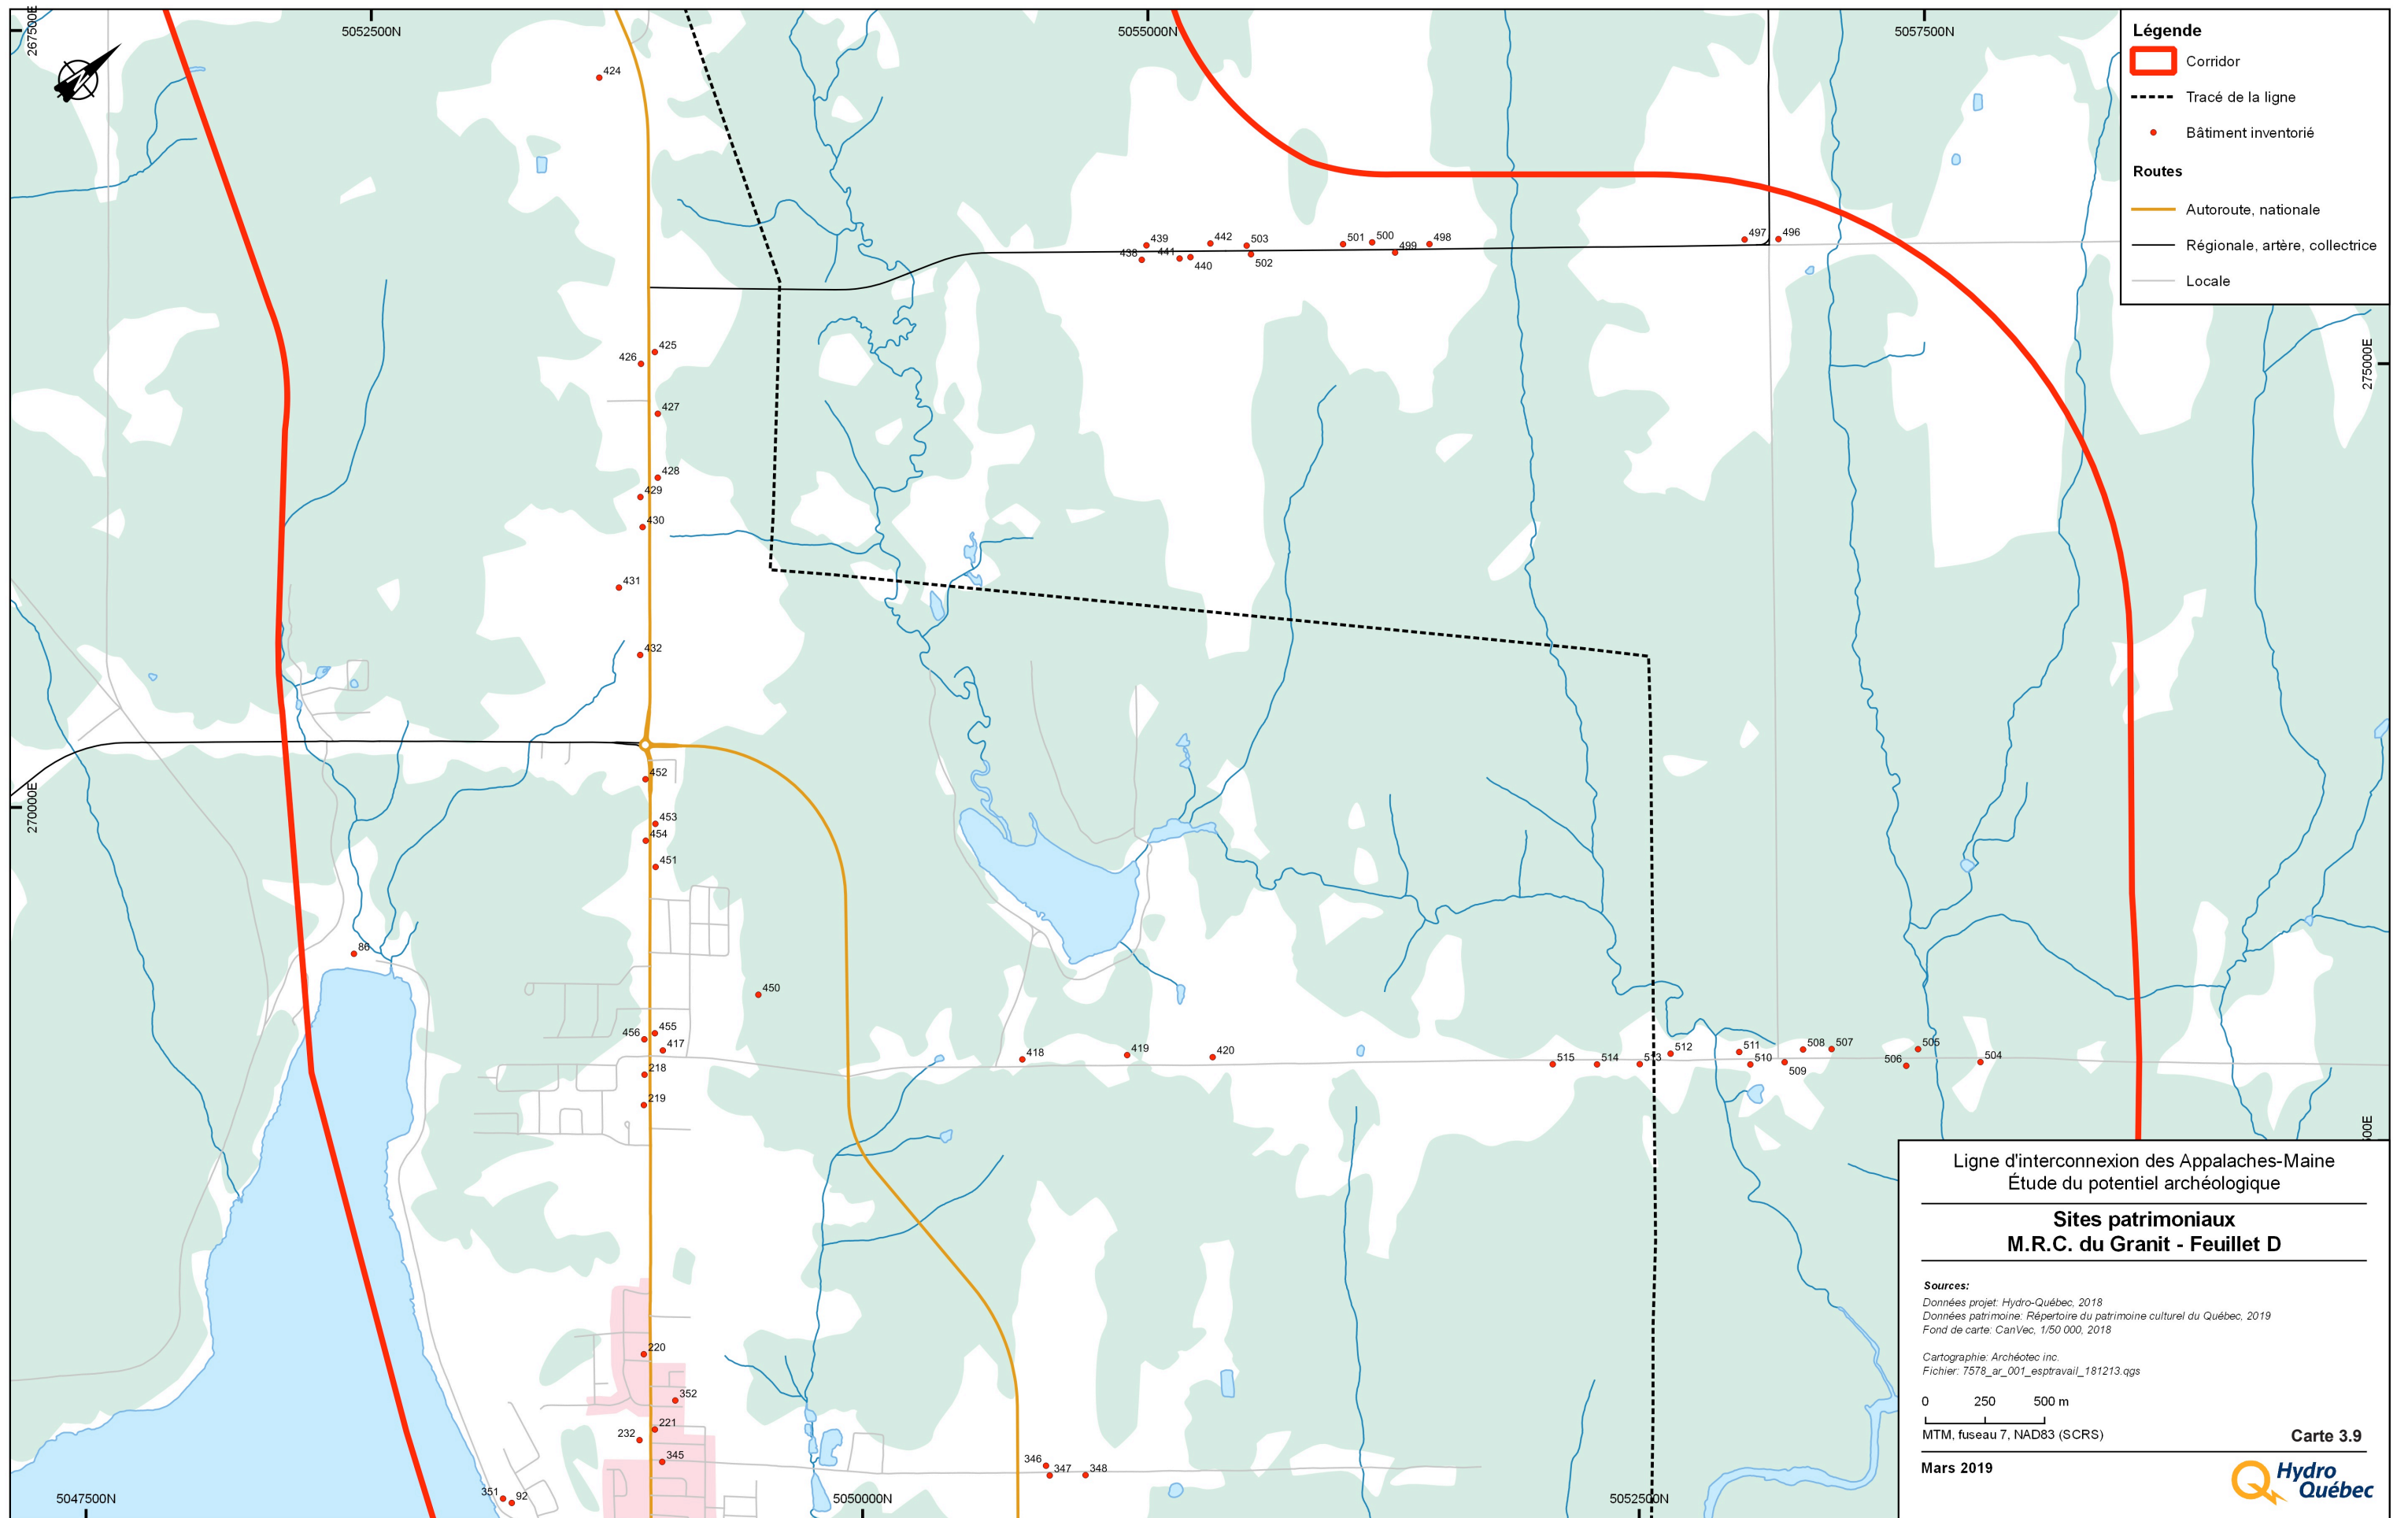 5052500N
5055000N
5057500N
267500E
Légende
Corridor
Tracé de la ligne
Bâtiment inventorié
Routes
Autoroute, nationale
Régionale, artère, collectrice
Locale
424
439
442
503
501
500
499
498
497
496
438
441
440
502
425
426
427
275000E
428
429
430
431
432
452
270000E
453
454
451
86
450
455
456
417
418
419
420
515
514
513
512
511
510
509
508
507
506
505
504
218
219
220
352
221
232
345
346
347
348
351
92
5047500N
5050000N
5052500N
Ligne d'interconnexion des Appalaches-Maine
Étude du potentiel archéologique
Sites patrimoniaux
M.R.C. du Granit - Feuillet D
Sources:
Données projet: Hydro-Québec, 2018
Données patrimoine: Répertoire du patrimoine culturel du Québec, 2019
Fond de carte: CanVec, 1/50 000, 2018
Cartographie: Archéotec inc.
Fichier: 7578_ar_001_esptravail_181213.qgs
0 250 500 m
MTM, fuseau 7, NAD83 (SCRS)
Carte 3.9
Mars 2019
Hydro
Québec